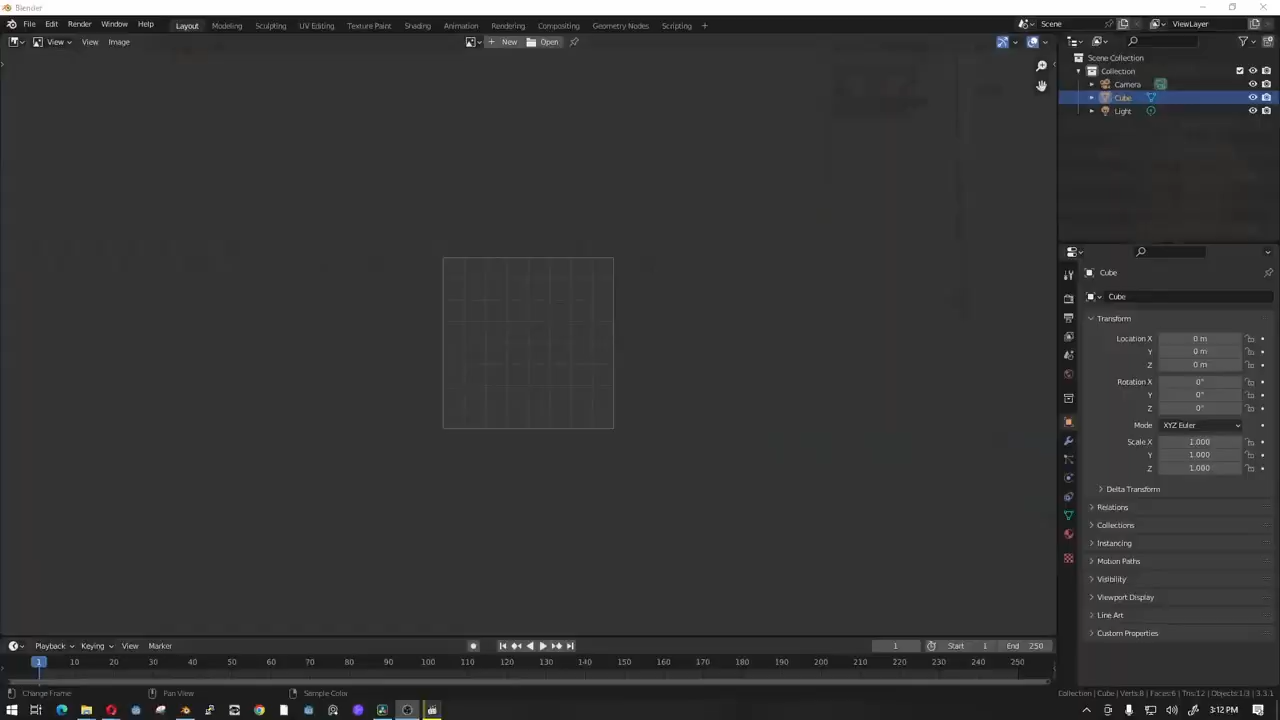 Blender
File Edit Render Window Help Layout Modeling Sculpting UV Editing Texture Paint Shading Animation Rendering Compositing Geometry Nodes Scripting + Scene ViewLayer
View View Image + New Open
Scene Collection
Collection
Camera
Cube
Light
Cube
Cube
Transform
Location X 0 m
Y 0 m
Z 0 m
Rotation X 0°
Y 0°
Z 0°
Mode XYZ Euler
Scale X 1.000
Y 1.000
Z 1.000
Delta Transform
Relations
Collections
Instancing
Motion Paths
Visibility
Viewport Display
Line Art
Custom Properties
Playback Keying View Marker 1 Start 1 End 250
1 10 20 30 40 50 60 70 80 90 100 110 120 130 140 150 160 170 180 190 200 210 220 230 240 250
Change Frame Pan View Sample Color Collection | Cube | Verts:8 | Faces:6 | Tris:12 | Objects:1/3 | 3.3.1
3:12 PM